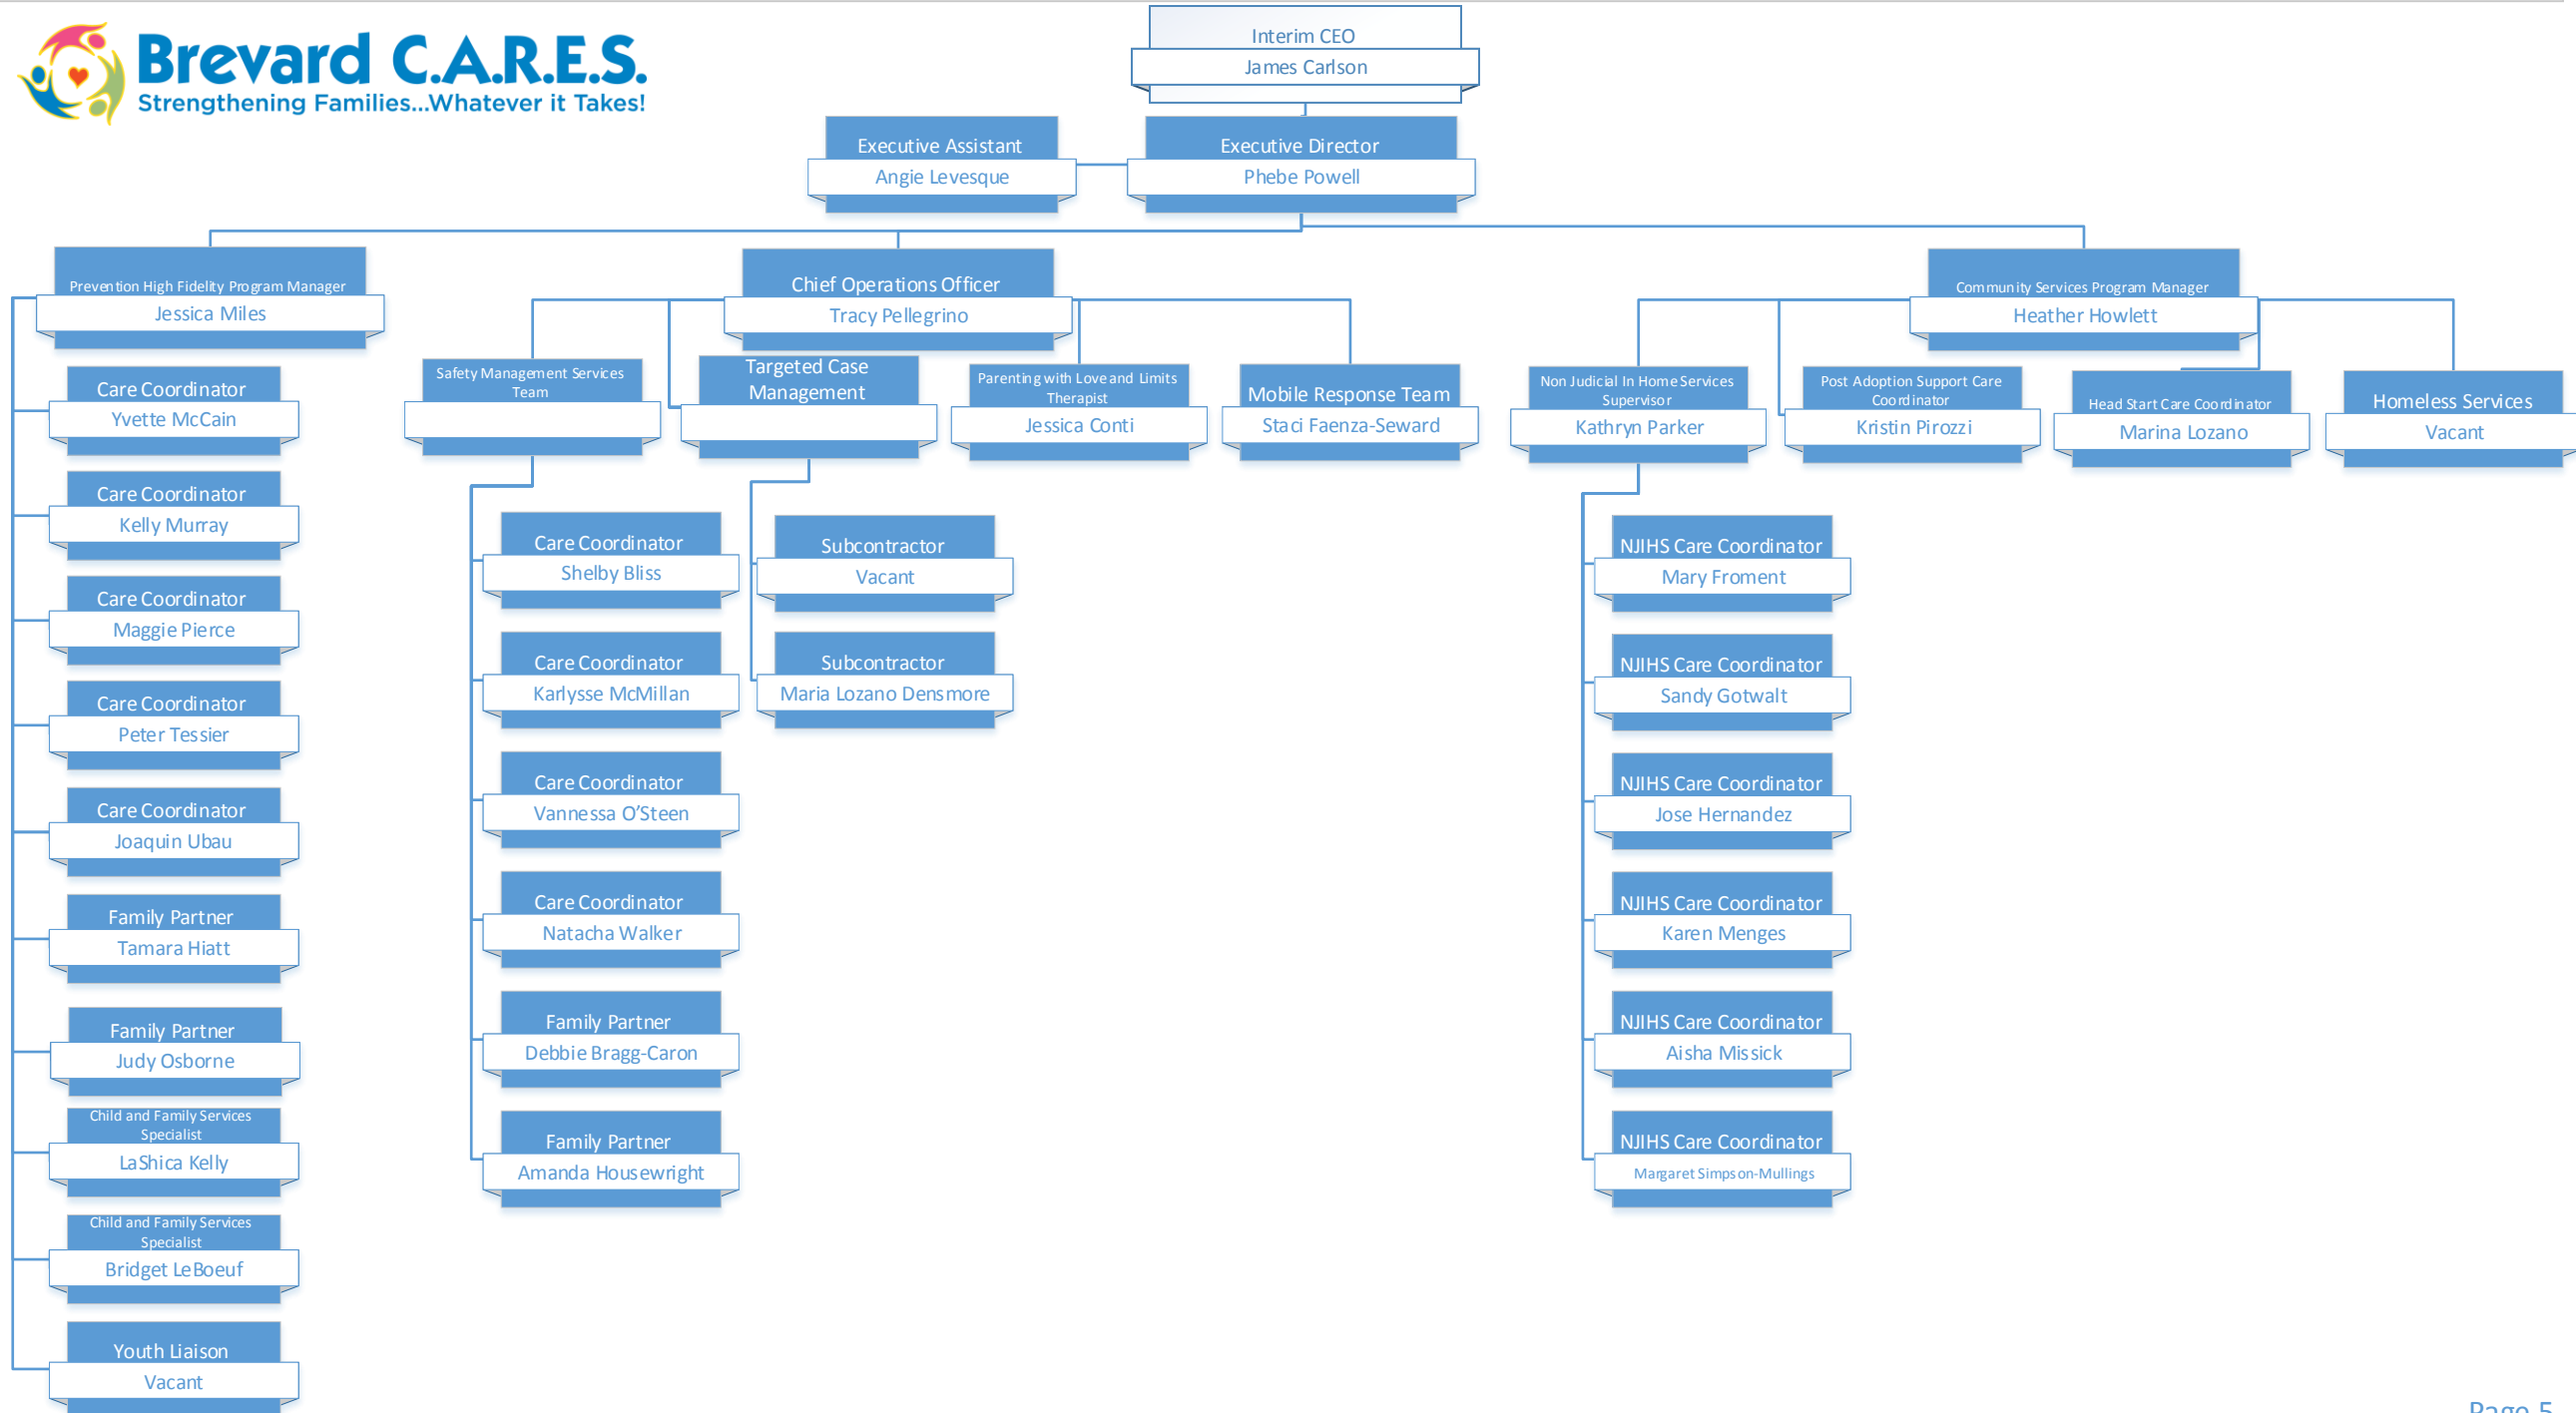 Brevard C.A.R.E.S.
Strengthening Families...Whatever it Takes!
Interim CEO
James Carlson
Executive Assistant
Angie Levesque
Executive Director
Phebe Powell
Prevention High Fidelity Program Manager
Jessica Miles
Chief Operations Officer
Tracy Pellegrino
Community Services Program Manager
Heather Howlett
Care Coordinator
Yvette McCain
Care Coordinator
Kelly Murray
Care Coordinator
Maggie Pierce
Care Coordinator
Peter Tessier
Care Coordinator
Joaquin Ubau
Family Partner
Tamara Hiatt
Family Partner
Judy Osborne
Child and Family Services
Specialist
LaShica Kelly
Child and Family Services
Specialist
Bridget LeBoeuf
Youth Liaison
Vacant
Safety Management Services
Team
Targeted Case
Management
Parenting with Love and Limits
Therapist
Jessica Conti
Mobile Response Team
Staci Faenza-Seward
Care Coordinator
Shelby Bliss
Care Coordinator
Karlysse McMillan
Care Coordinator
Vannessa O’Steen
Care Coordinator
Natacha Walker
Family Partner
Debbie Bragg-Caron
Family Partner
Amanda Housewright
Subcontractor
Vacant
Subcontractor
Maria Lozano Densmore
Non Judicial In Home Services
Supervisor
Kathryn Parker
Post Adoption Support Care
Coordinator
Kristin Pirozzi
Head Start Care Coordinator
Marina Lozano
Homeless Services
Vacant
NJIHS Care Coordinator
Mary Froment
NJIHS Care Coordinator
Sandy Gotwalt
NJIHS Care Coordinator
Jose Hernandez
NJIHS Care Coordinator
Karen Menges
NJIHS Care Coordinator
Aisha Missick
NJIHS Care Coordinator
Margaret Simpson-Mullings
Page 5